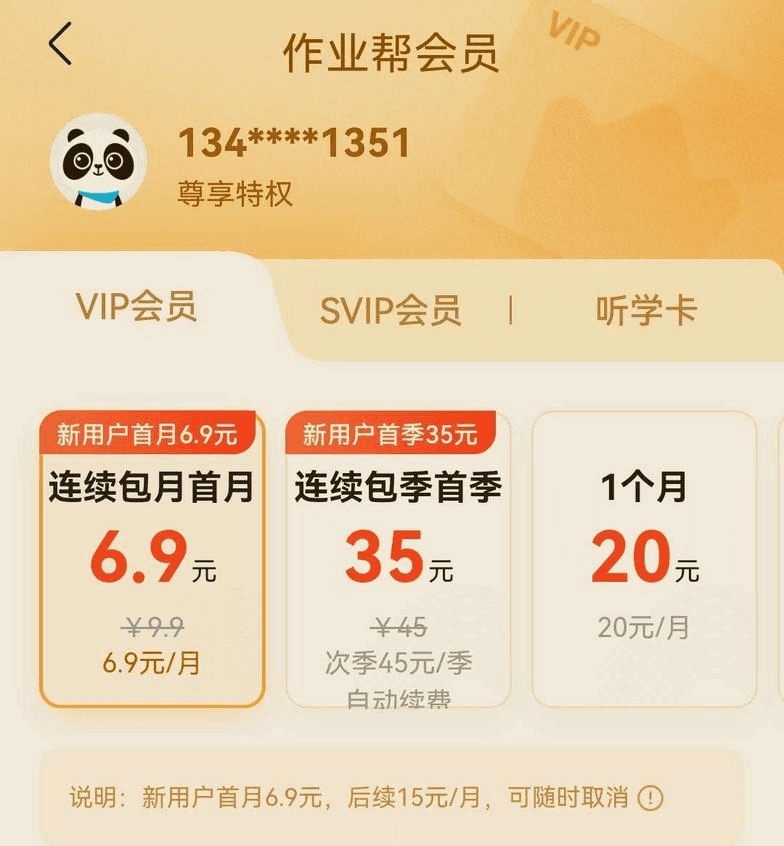 作业帮会员
VIP
134****1351
尊享特权
VIP会员
SVIP会员
听学卡
新用户首月6.9元
连续包月首月
6.9元
￥9.9
6.9元/月
新用户首季35元
连续包季首季
35元
￥45
次季45元/季
自动续费
1个月
20元
20元/月
说明：新用户首月6.9元，后续15元/月，可随时取消